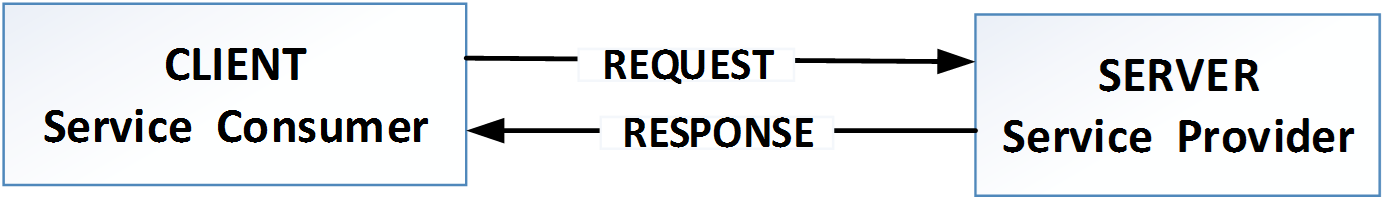 CLIENT
Service Consumer
REQUEST
RESPONSE
SERVER
Service Provider